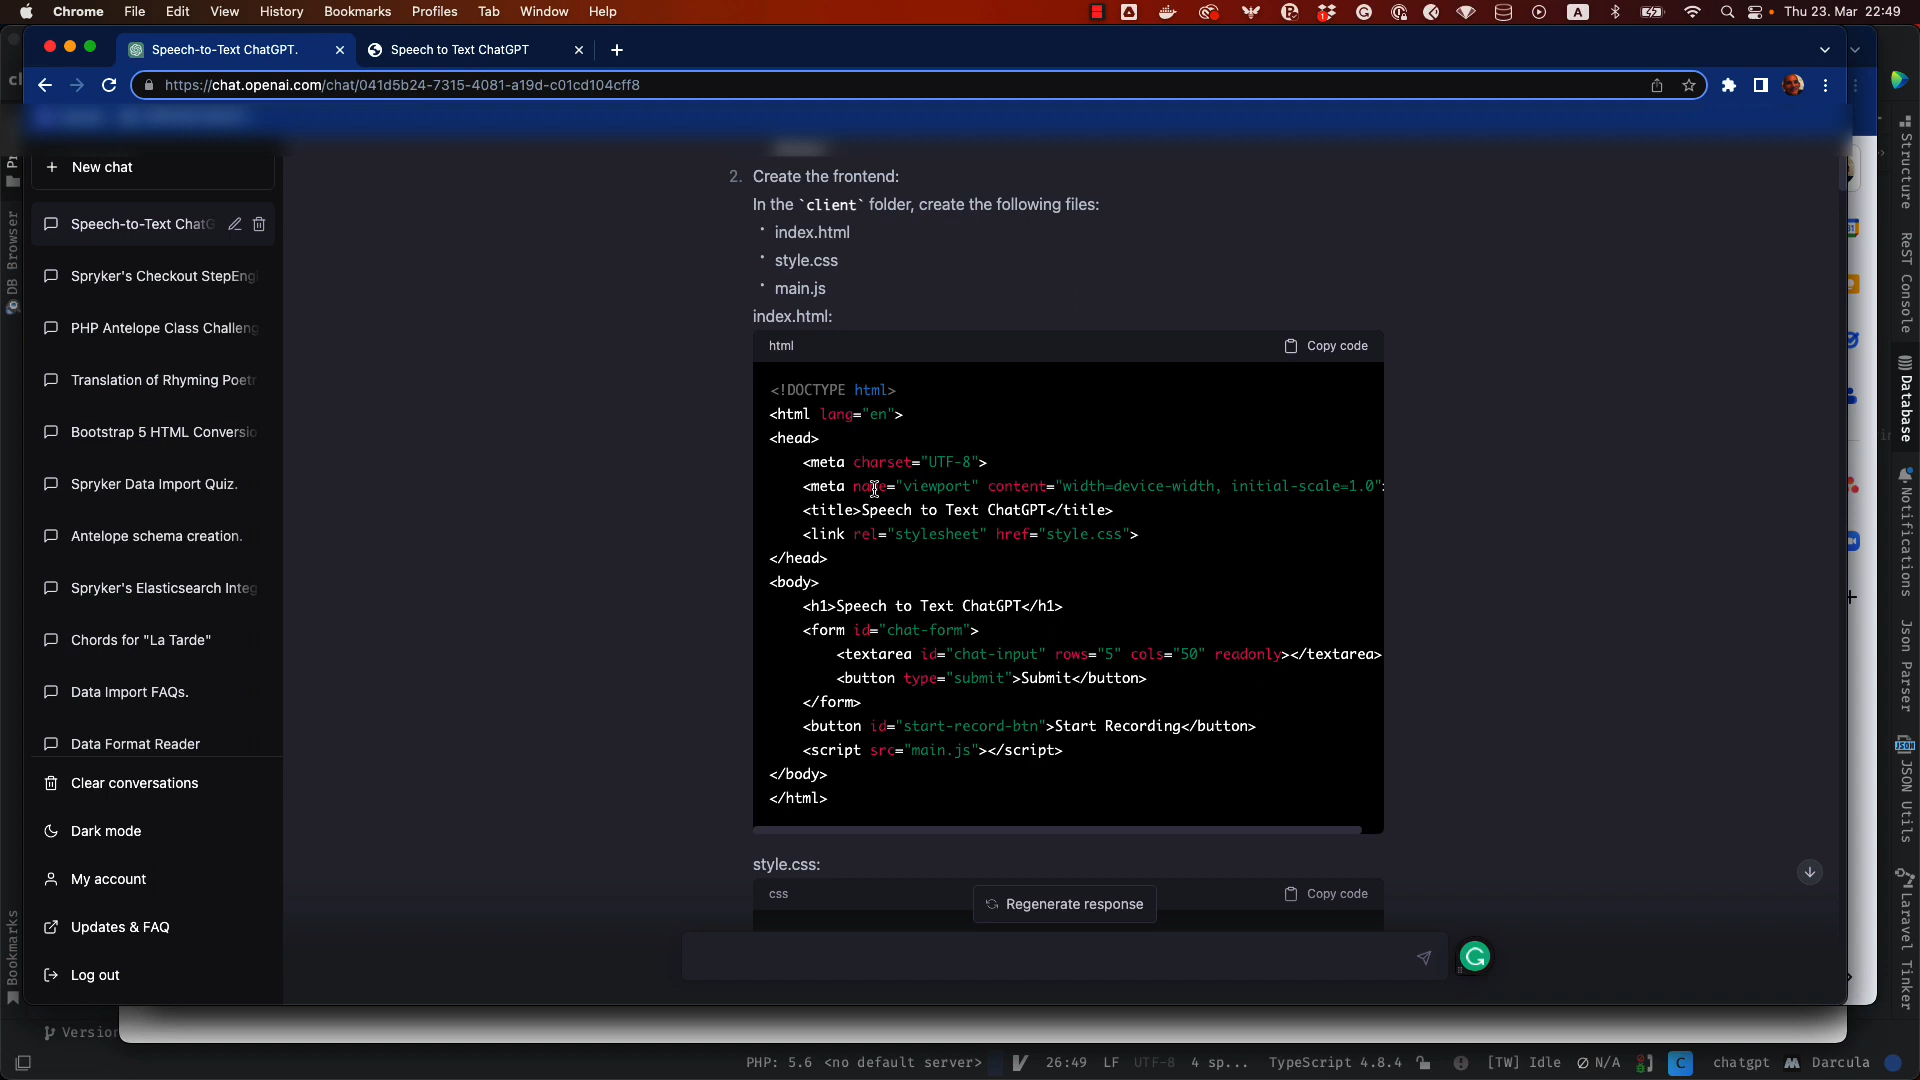 Chrome File Edit View History Bookmarks Profiles Tab Window Help
A Thu 23. Mar 22:49
Speech-to-Text ChatGPT.
Speech to Text ChatGPT
https://chat.openai.com/chat/041d5b24-7315-4081-a19d-c01cd104cff8
New chat
Speech-to-Text ChatG
Spryker's Checkout StepEngi
PHP Antelope Class Challeng
Translation of Rhyming Poetr
Bootstrap 5 HTML Conversio
Spryker Data Import Quiz.
Antelope schema creation.
Spryker's Elasticsearch Integ
Chords for "La Tarde"
Data Import FAQs.
Data Format Reader
Clear conversations
Dark mode
My account
Updates & FAQ
Log out
2. Create the frontend:
In the `client` folder, create the following files:
• index.html
• style.css
• main.js
index.html:
html
Copy code
<!DOCTYPE html>
<html lang="en">
<head>
<meta charset="UTF-8">
<meta name="viewport" content="width=device-width, initial-scale=1.0"
<title>Speech to Text ChatGPT</title>
<link rel="stylesheet" href="style.css">
</head>
<body>
<h1>Speech to Text ChatGPT</h1>
<form id="chat-form">
<textarea id="chat-input" rows="5" cols="50" readonly></textarea>
<button type="submit">Submit</button>
</form>
<button id="start-record-btn">Start Recording</button>
<script src="main.js"></script>
</body>
</html>
style.css:
css
Copy code
Regenerate response
DB Browser
Bookmarks
Structure
ReST Console
Database
Notifications
Json Parser
JSON Utils
Laravel Tinker
Version
PHP: 5.6 <no default server> 26:49 LF UTF-8 4 sp... TypeScript 4.8.4 [TW] Idle N/A C chatgpt Darcula